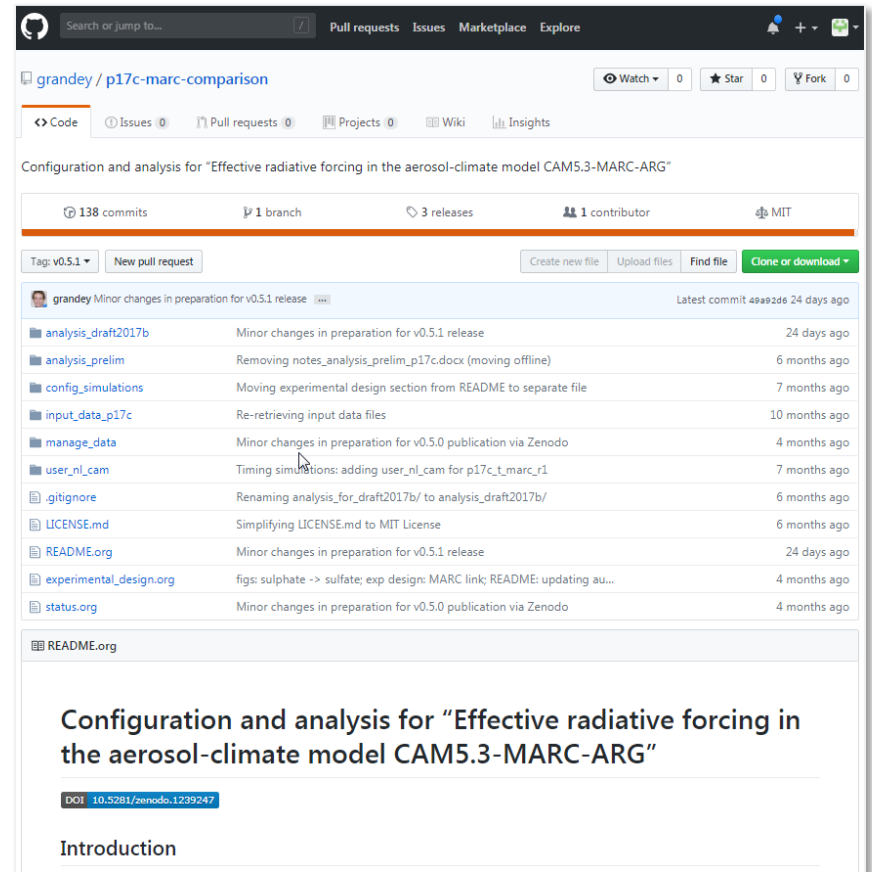 Search or jump to... / Pull requests Issues Marketplace Explore
grandey / p17c-marc-comparison Watch 0 Star 0 Fork 0
Code Issues 0 Pull requests 0 Projects 0 Wiki Insights
Configuration and analysis for “Effective radiative forcing in the aerosol-climate model CAM5.3-MARC-ARG”
138 commits 1 branch 3 releases 1 contributor MIT
Tag: v0.5.1 New pull request Create new file Upload files Find file Clone or download
grandey Minor changes in preparation for v0.5.1 release ... Latest commit 49a92d6 24 days ago
analysis_draft2017b Minor changes in preparation for v0.5.1 release 24 days ago
analysis_prelim Removing notes_analysis_prelim_p17c.docx (moving offline) 6 months ago
config_simulations Moving experimental design section from README to separate file 7 months ago
input_data_p17c Re-retrieving input data files 10 months ago
manage_data Minor changes in preparation for v0.5.0 publication via Zenodo 4 months ago
user_nl_cam Timing simulations: adding user_nl_cam for p17c_t_marc_r1 7 months ago
.gitignore Renaming analysis_for_draft2017b/ to analysis_draft2017b/ 6 months ago
LICENSE.md Simplifying LICENSE.md to MIT License 6 months ago
README.org Minor changes in preparation for v0.5.1 release 24 days ago
experimental_design.org figs: sulphate -> sulfate; exp design: MARC link; README: updating au... 4 months ago
status.org Minor changes in preparation for v0.5.0 publication via Zenodo 4 months ago
README.org
Configuration and analysis for “Effective radiative forcing in
the aerosol-climate model CAM5.3-MARC-ARG”
DOI 10.5281/zenodo.1239247
Introduction